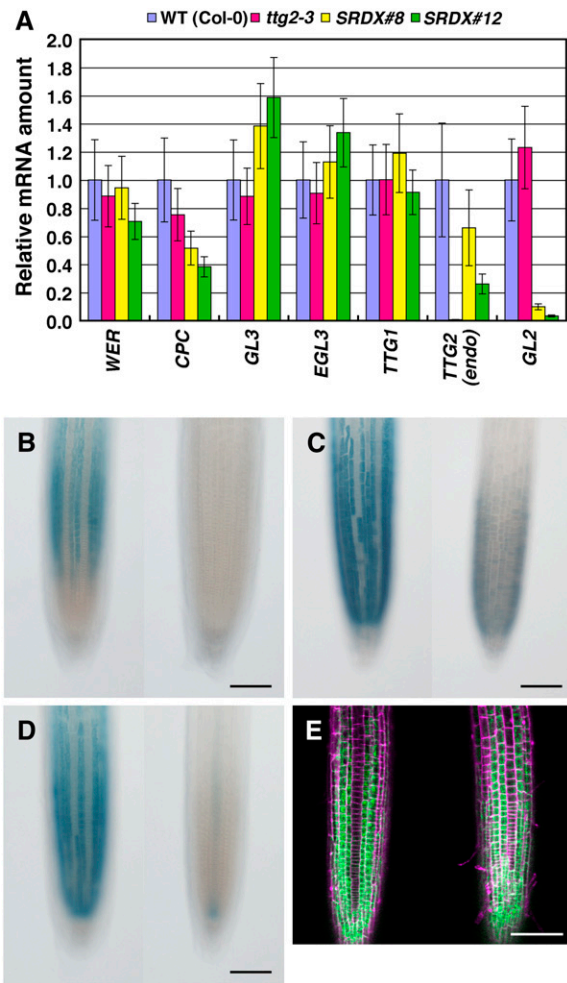 A
WT (Col-0) ttg2-3 SRDX#8 SRDX#12
Relative mRNA amount
2.0
1.8
1.6
1.4
1.2
1.0
0.8
0.6
0.4
0.2
0.0
WER
CPC
GL3
EGL3
TTG1
TTG2
(endo)
GL2
B
C
D
E